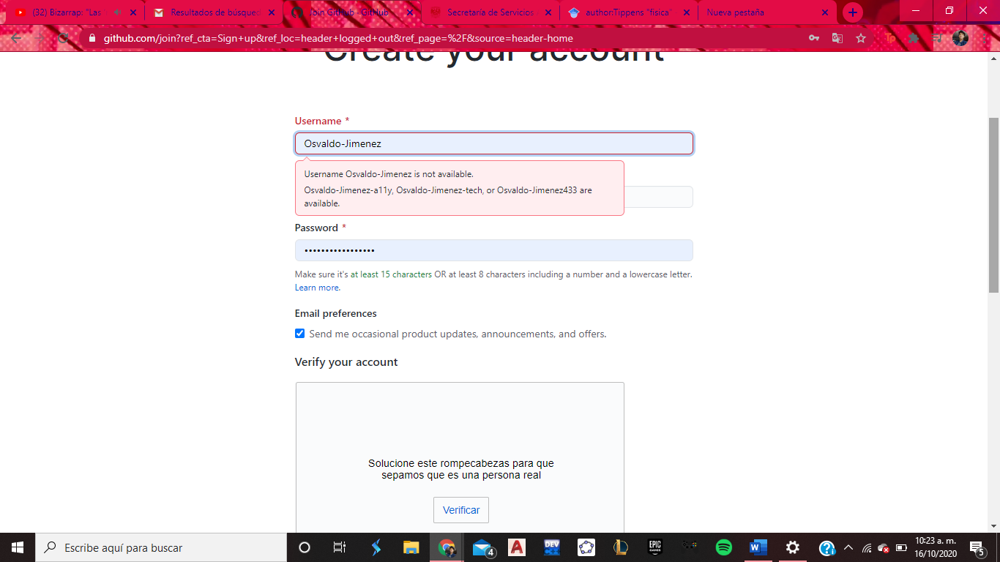 (32) Bizarrap: "Las
Resultados de búsqued
Join GitHub · GitHub
Secretaría de Servicios
author:Tippens "física"
Nueva pestaña
github.com/join?ref_cta=Sign+up&ref_loc=header+logged+out&ref_page=%2F&source=header-home
Create your account
Username *
Osvaldo-Jimenez
Username Osvaldo-Jimenez is not available.
Osvaldo-Jimenez-a11y, Osvaldo-Jimenez-tech, or Osvaldo-Jimenez433 are
available.
Password *
•••••••••••••••••
Make sure it's at least 15 characters OR at least 8 characters including a number and a lowercase letter.
Learn more.
Email preferences
Send me occasional product updates, announcements, and offers.
Verify your account
Solucione este rompecabezas para que
sepamos que es una persona real
Verificar
Escribe aquí para buscar
4
DEV
EPIC
GAMES
10:23 a. m.
16/10/2020
5